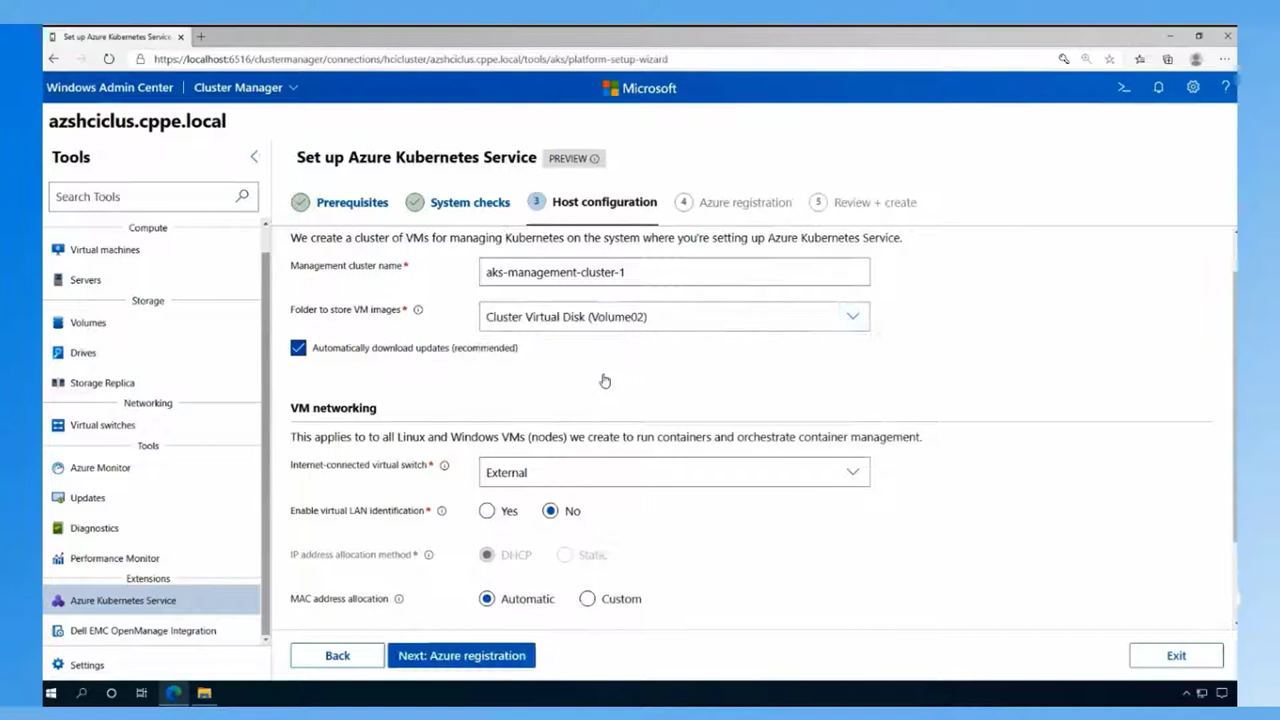 Set up Azure Kubernetes Service
https://localhost:6516/clustermanager/connections/hcicluster/azshciclus.cppe.local/tools/aks/platform-setup-wizard
Windows Admin Center | Cluster Manager
Microsoft
azshciclus.cppe.local
Tools
Search Tools
Compute
Virtual machines
Servers
Storage
Volumes
Drives
Storage Replica
Networking
Virtual switches
Tools
Azure Monitor
Updates
Diagnostics
Performance Monitor
Extensions
Azure Kubernetes Service
Dell EMC OpenManage Integration
Settings
Set up Azure Kubernetes Service PREVIEW
Prerequisites System checks 3 Host configuration 4 Azure registration 5 Review + create
We create a cluster of VMs for managing Kubernetes on the system where you're setting up Azure Kubernetes Service.
Management cluster name * aks-management-cluster-1
Folder to store VM images * Cluster Virtual Disk (Volume02)
Automatically download updates (recommended)
VM networking
This applies to to all Linux and Windows VMs (nodes) we create to run containers and orchestrate container management.
Internet-connected virtual switch * External
Enable virtual LAN identification * Yes No
IP address allocation method * DHCP Static
MAC address allocation Automatic Custom
Back Next: Azure registration Exit